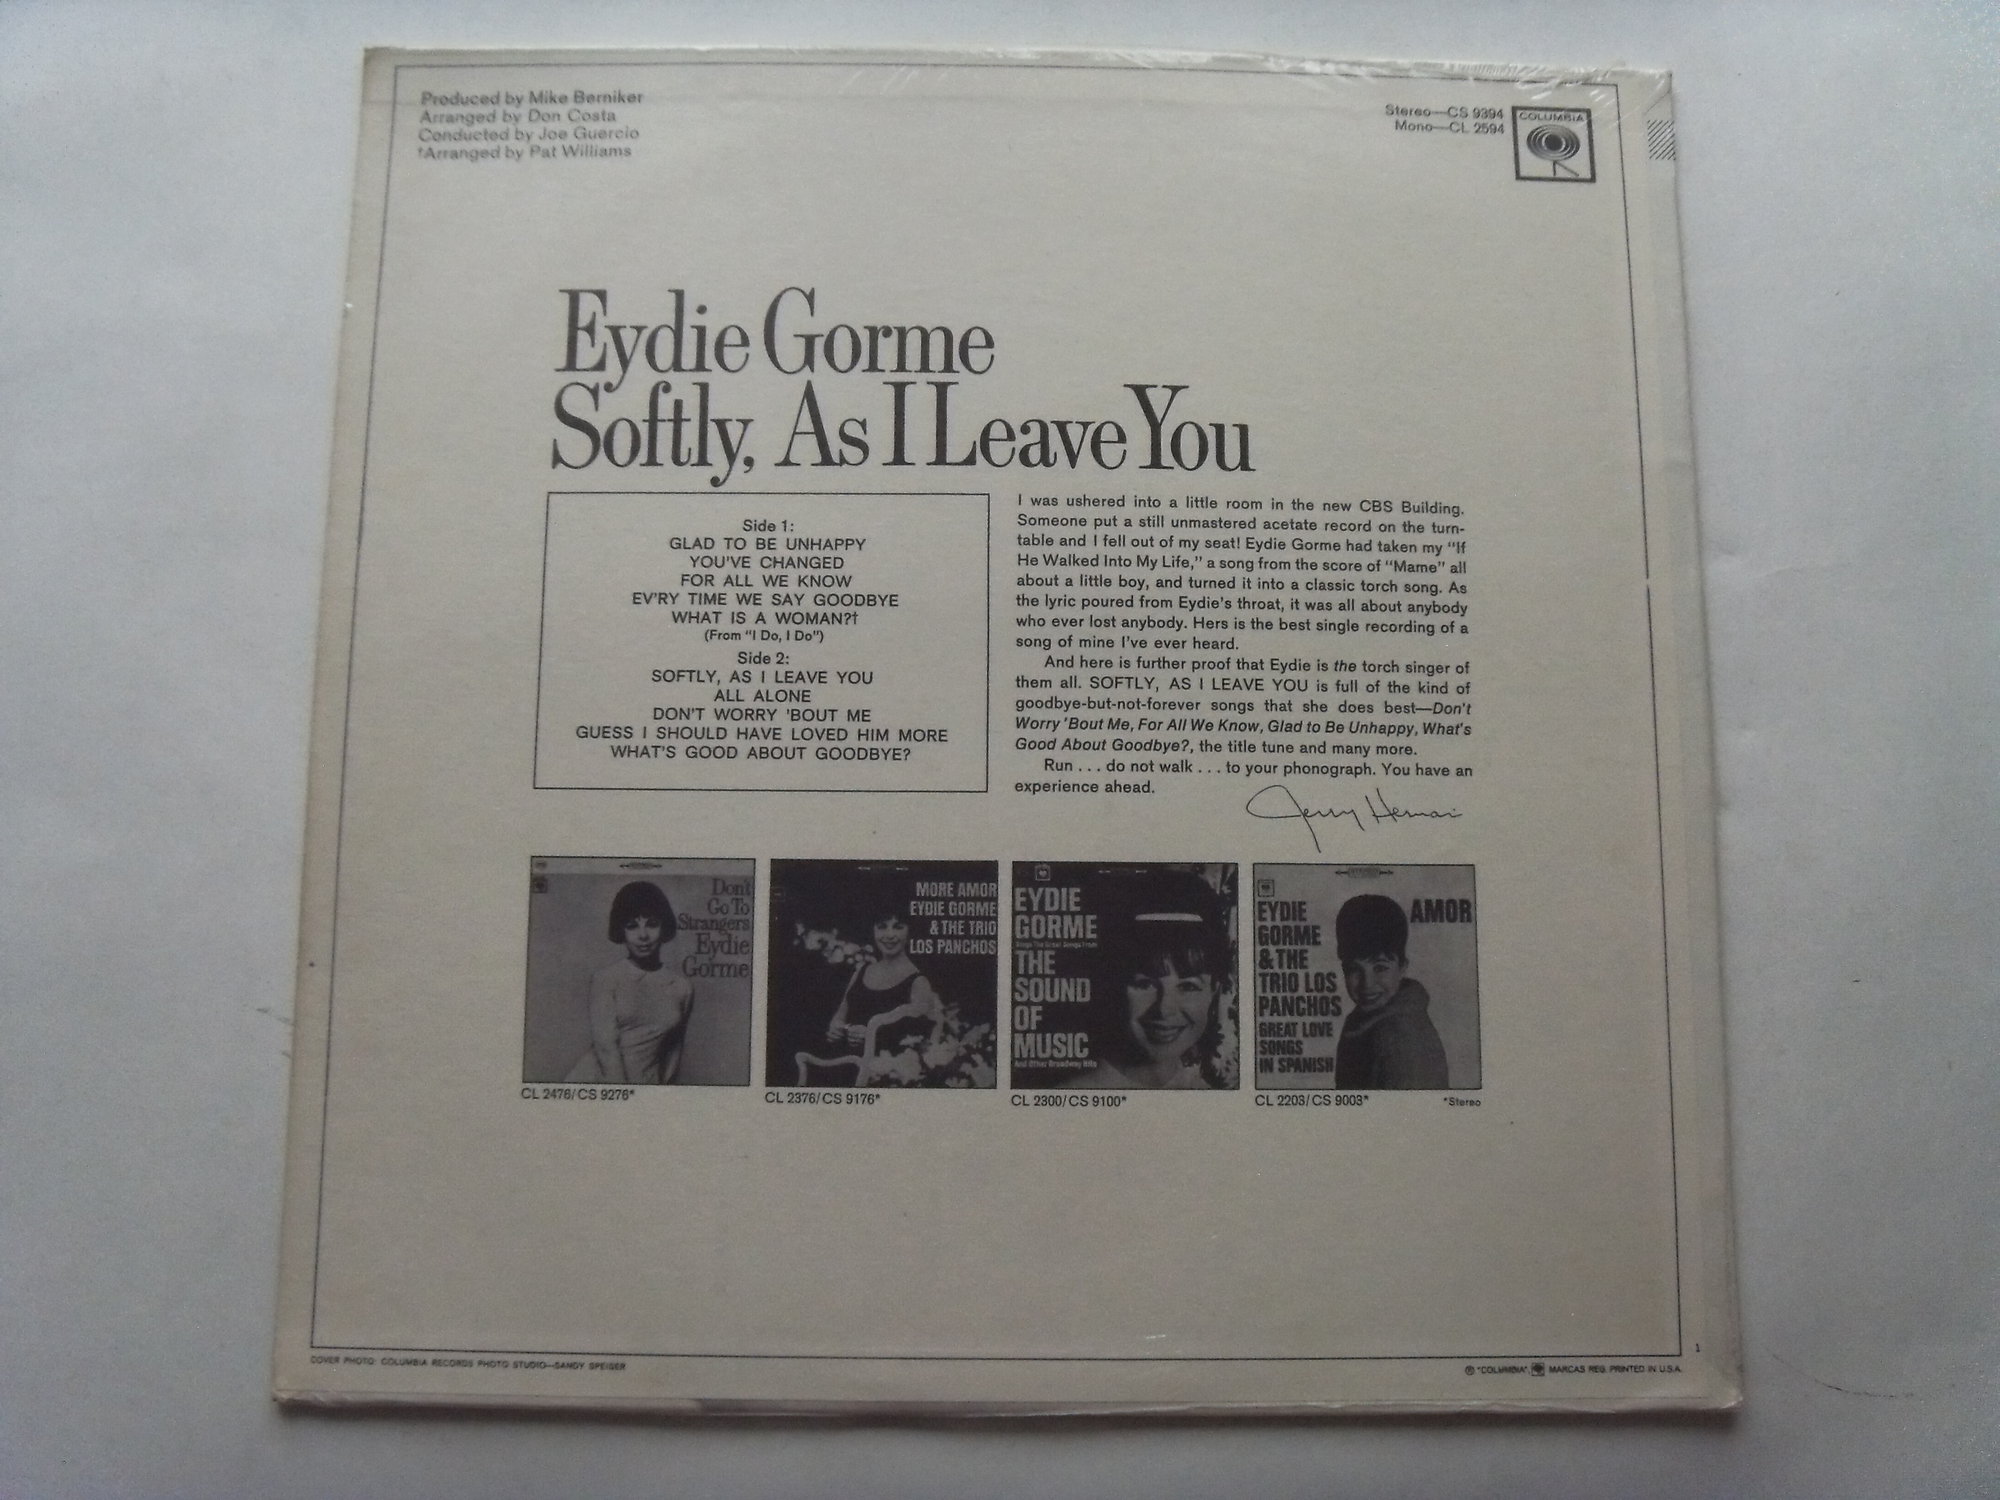 Produced by Mike Berniker
Arranged by Don Costa
Conducted by Joe Guercio
†Arranged by Pat Williams
Stereo—CS 9394
Mono—CL 2594
COLUMBIA
Eydie Gorme
Softly, As I Leave You
Side 1:
GLAD TO BE UNHAPPY
YOU'VE CHANGED
FOR ALL WE KNOW
EV'RY TIME WE SAY GOODBYE
WHAT IS A WOMAN?†
(From "I Do, I Do")
Side 2:
SOFTLY, AS I LEAVE YOU
ALL ALONE
DON'T WORRY 'BOUT ME
GUESS I SHOULD HAVE LOVED HIM MORE
WHAT'S GOOD ABOUT GOODBYE?
I was ushered into a little room in the new CBS Building.
Someone put a still unmastered acetate record on the turn-
table and I fell out of my seat! Eydie Gorme had taken my "If
He Walked Into My Life," a song from the score of "Mame" all
about a little boy, and turned it into a classic torch song. As
the lyric poured from Eydie's throat, it was all about anybody
who ever lost anybody. Hers is the best single recording of a
song of mine I've ever heard.
And here is further proof that Eydie is the torch singer of
them all. SOFTLY, AS I LEAVE YOU is full of the kind of
goodbye-but-not-forever songs that she does best—Don't
Worry 'Bout Me, For All We Know, Glad to Be Unhappy, What's
Good About Goodbye?, the title tune and many more.
Run . . . do not walk . . . to your phonograph. You have an
experience ahead.
Jerry Herman
Don't
Go To
Strangers
Eydie
Gorme
CL 2476/CS 9276*
MORE AMOR
EYDIE GORME
& THE TRIO
LOS PANCHOS
CL 2376/CS 9176*
EYDIE
GORME
Sings The Great Songs From
THE
SOUND
OF
MUSIC
And Other Broadway Hits
CL 2300/CS 9100*
AMOR
EYDIE
GORME
& THE
TRIO LOS
PANCHOS
GREAT LOVE
SONGS
IN SPANISH
CL 2203/CS 9003*
*Stereo
1
COVER PHOTO: COLUMBIA RECORDS PHOTO STUDIO—SANDY SPEISER
® "COLUMBIA", MARCAS REG. PRINTED IN U.S.A.